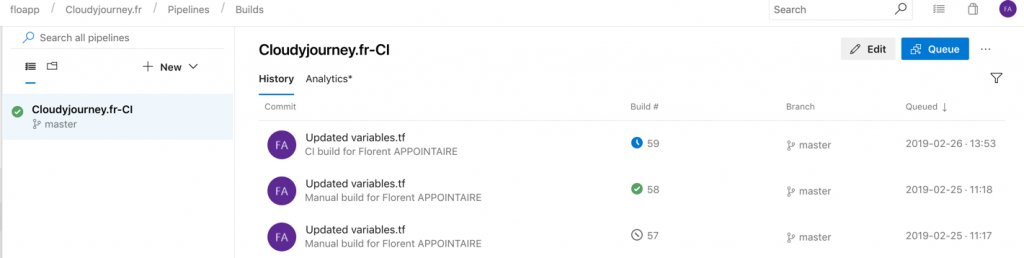 floapp / Cloudyjourney.fr / Pipelines / Builds
Search
FA
Search all pipelines
New
Cloudyjourney.fr-CI
master
Cloudyjourney.fr-CI
Edit
Queue
History Analytics*
Commit Build # Branch Queued ↓
FA Updated variables.tf 59 master 2019-02-26 · 13:53
CI build for Florent APPOINTAIRE
FA Updated variables.tf 58 master 2019-02-25 · 11:18
Manual build for Florent APPOINTAIRE
FA Updated variables.tf 57 master 2019-02-25 · 11:17
Manual build for Florent APPOINTAIRE